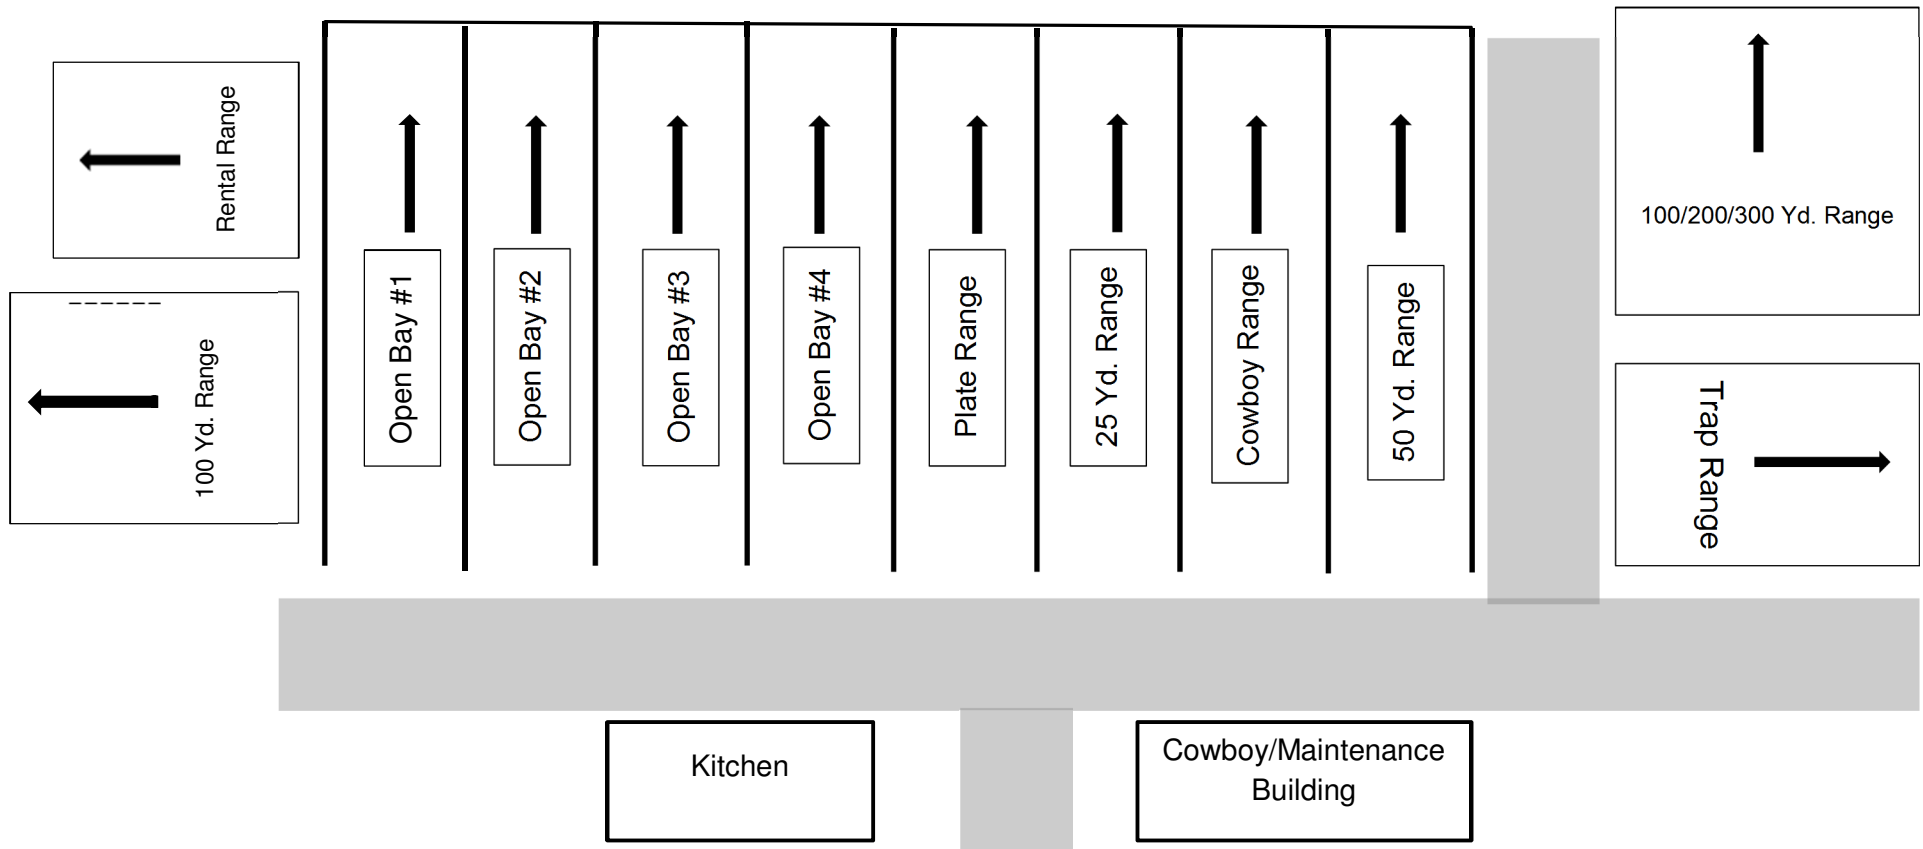 Rental Range
100 Yd. Range
Open Bay #1
Open Bay #2
Open Bay #3
Open Bay #4
Plate Range
25 Yd. Range
Cowboy Range
50 Yd. Range
100/200/300 Yd. Range
Trap Range
Kitchen
Cowboy/Maintenance
Building